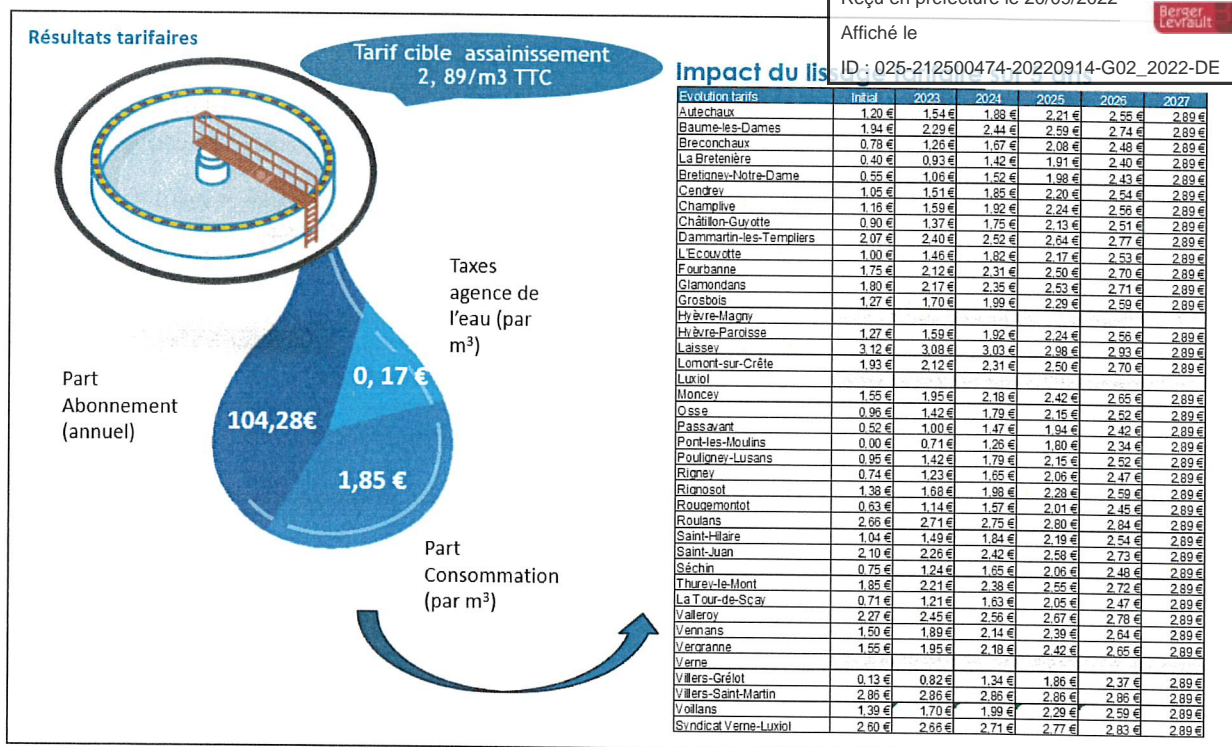 Reçu en préfecture le 20/09/2022
Affiché le
Berger
Levrault
ID : 025-212500474-20220914-G02_2022-DE
Résultats tarifaires
Tarif cible assainissement
2, 89/m3 TTC
Taxes
agence de
l'eau (par
m³)
0, 17 €
Part
Abonnement
(annuel)
104,28€
1,85 €
Part
Consommation
(par m³)
Impact du lissage tarifaire sur 5 ans
Evolution tarifs Initial 2023 2024 2025 2026 2027
Autechaux 1,20 € 1,54 € 1,88 € 2,21 € 2,55 € 2,89 €
Baume-les-Dames 1,94 € 2,29 € 2,44 € 2,59 € 2,74 € 2,89 €
Breconchaux 0,78 € 1,26 € 1,67 € 2,08 € 2,48 € 2,89 €
La Bretenière 0,40 € 0,93 € 1,42 € 1,91 € 2,40 € 2,89 €
Bretigney-Notre-Dame 0,55 € 1,06 € 1,52 € 1,98 € 2,43 € 2,89 €
Cendrey 1,05 € 1,51 € 1,85 € 2,20 € 2,54 € 2,89 €
Champlive 1,16 € 1,59 € 1,92 € 2,24 € 2,56 € 2,89 €
Châtillon-Guyotte 0,90 € 1,37 € 1,75 € 2,13 € 2,51 € 2,89 €
Dammartin-les-Templiers 2,07 € 2,40 € 2,52 € 2,64 € 2,77 € 2,89 €
L'Ecouvotte 1,00 € 1,46 € 1,82 € 2,17 € 2,53 € 2,89 €
Fourbanne 1,75 € 2,12 € 2,31 € 2,50 € 2,70 € 2,89 €
Glamondans 1,80 € 2,17 € 2,35 € 2,53 € 2,71 € 2,89 €
Grosbois 1,27 € 1,70 € 1,99 € 2,29 € 2,59 € 2,89 €
Hyèvre-Magny
Hyèvre-Paroisse 1,27 € 1,59 € 1,92 € 2,24 € 2,56 € 2,89 €
Laissey 3,12 € 3,08 € 3,03 € 2,98 € 2,93 € 2,89 €
Lomont-sur-Crête 1,93 € 2,12 € 2,31 € 2,50 € 2,70 € 2,89 €
Luxiol
Moncey 1,55 € 1,95 € 2,18 € 2,42 € 2,65 € 2,89 €
Osse 0,96 € 1,42 € 1,79 € 2,15 € 2,52 € 2,89 €
Passavant 0,52 € 1,00 € 1,47 € 1,94 € 2,42 € 2,89 €
Pont-les-Moulins 0,00 € 0,71 € 1,26 € 1,80 € 2,34 € 2,89 €
Pouligney-Lusans 0,95 € 1,42 € 1,79 € 2,15 € 2,52 € 2,89 €
Rigney 0,74 € 1,23 € 1,65 € 2,06 € 2,47 € 2,89 €
Rignosot 1,38 € 1,68 € 1,98 € 2,28 € 2,59 € 2,89 €
Rougemontot 0,63 € 1,14 € 1,57 € 2,01 € 2,45 € 2,89 €
Roulans 2,66 € 2,71 € 2,75 € 2,80 € 2,84 € 2,89 €
Saint-Hilaire 1,04 € 1,49 € 1,84 € 2,19 € 2,54 € 2,89 €
Saint-Juan 2,10 € 2,26 € 2,42 € 2,58 € 2,73 € 2,89 €
Séchin 0,75 € 1,24 € 1,65 € 2,06 € 2,48 € 2,89 €
Thurey-le-Mont 1,85 € 2,21 € 2,38 € 2,55 € 2,72 € 2,89 €
La Tour-de-Sçay 0,71 € 1,21 € 1,63 € 2,05 € 2,47 € 2,89 €
Valleroy 2,27 € 2,45 € 2,56 € 2,67 € 2,78 € 2,89 €
Vennans 1,50 € 1,89 € 2,14 € 2,39 € 2,64 € 2,89 €
Vergranne 1,55 € 1,95 € 2,18 € 2,42 € 2,65 € 2,89 €
Verne
Villers-Grélot 0,13 € 0,82 € 1,34 € 1,86 € 2,37 € 2,89 €
Villers-Saint-Martin 2,86 € 2,86 € 2,86 € 2,86 € 2,86 € 2,89 €
Voillans 1,39 € 1,70 € 1,99 € 2,29 € 2,59 € 2,89 €
Syndicat Verne-Luxiol 2,60 € 2,66 € 2,71 € 2,77 € 2,83 € 2,89 €